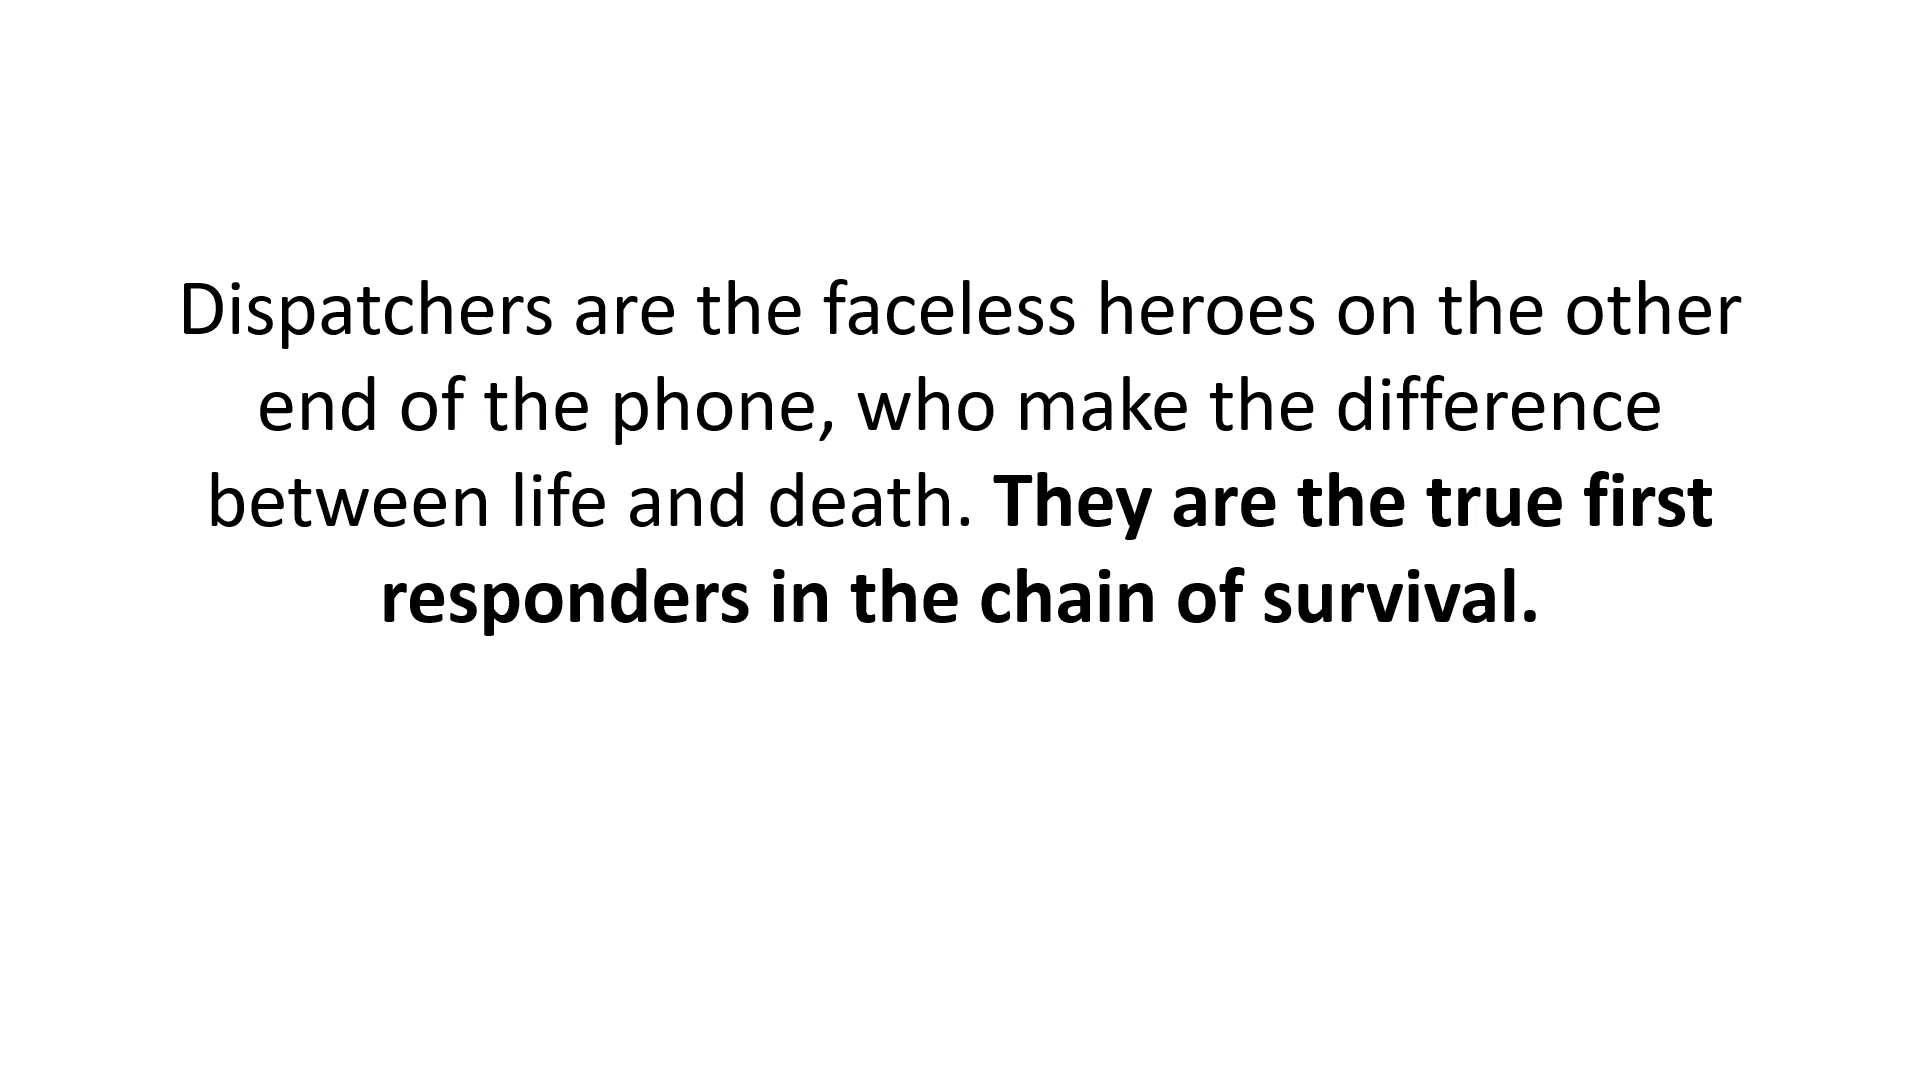 Dispatchers are the faceless heroes on the other
end of the phone, who make the difference
between life and death. They are the true first
responders in the chain of survival.